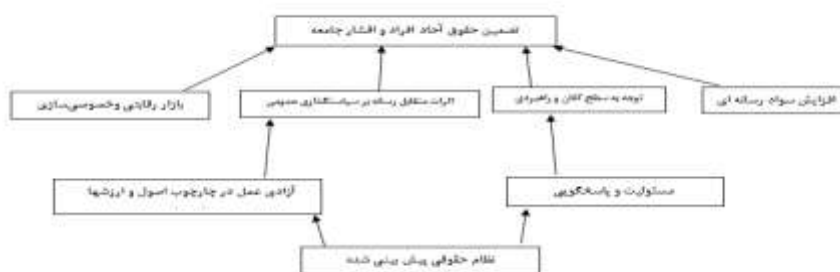 تضمین حقوق آحاد افراد و اقشار جامعه
افزایش سواد رسانه ای
توجه به سطح کلان و راهبردی
اثرات متقابل رسانه بر سیاستگذاری عمومی
بازار رقابتی وخصوصی‌سازی
مسئولیت و پاسخگویی
آزادی عمل در چارچوب اصول و ارزشها
نظام حقوقی پیش بینی شده